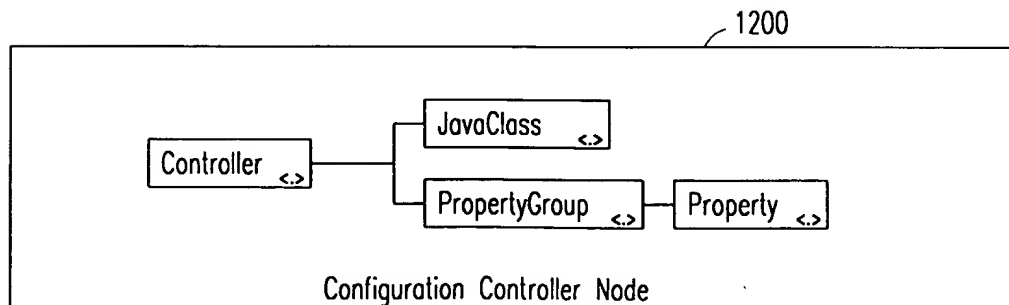 1200
JavaClass
<.>
Controller
<.>
PropertyGroup
<.>
Property
<.>
Configuration Controller Node